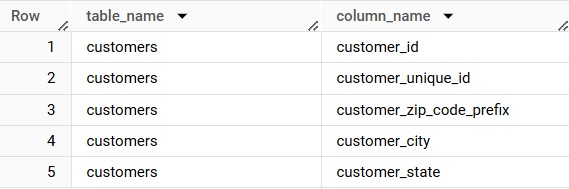 Row table_name column_name
1 customers customer_id
2 customers customer_unique_id
3 customers customer_zip_code_prefix
4 customers customer_city
5 customers customer_state